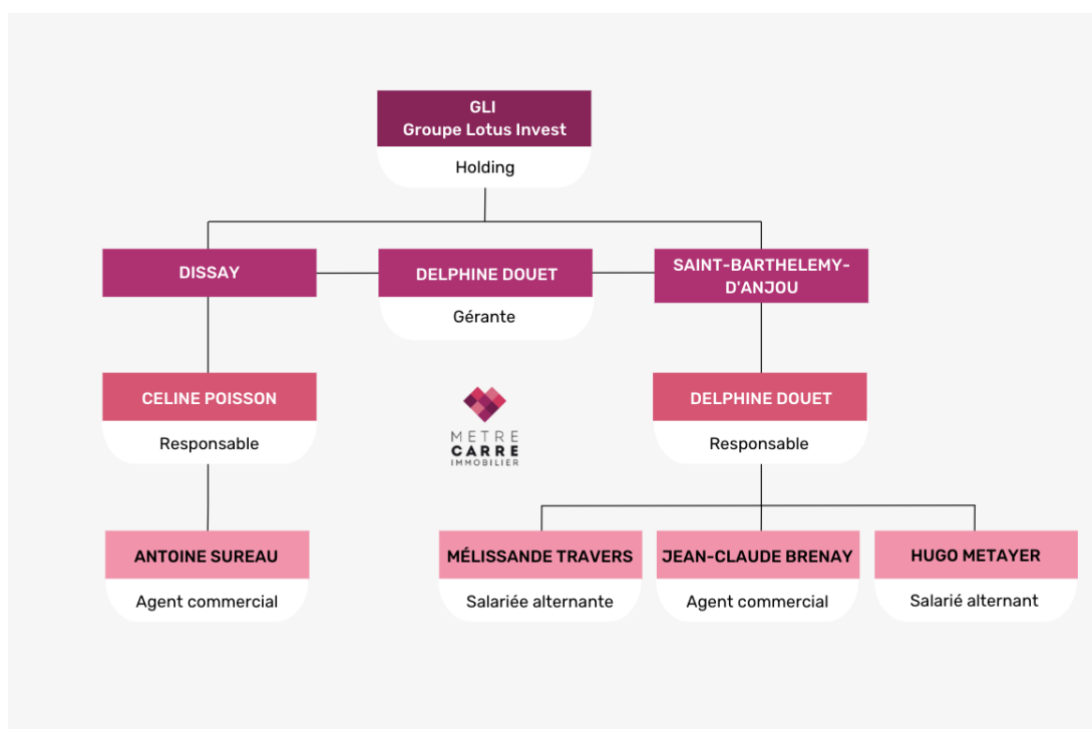 GLI
Groupe Lotus Invest
Holding
DISSAY
DELPHINE DOUET
Gérante
SAINT-BARTHELEMY-
D'ANJOU
CELINE POISSON
Responsable
METRE
CARRE
IMMOBILIER
DELPHINE DOUET
Responsable
ANTOINE SUREAU
Agent commercial
MÉLISSANDE TRAVERS
Salariée alternante
JEAN-CLAUDE BRENAY
Agent commercial
HUGO METAYER
Salarié alternant